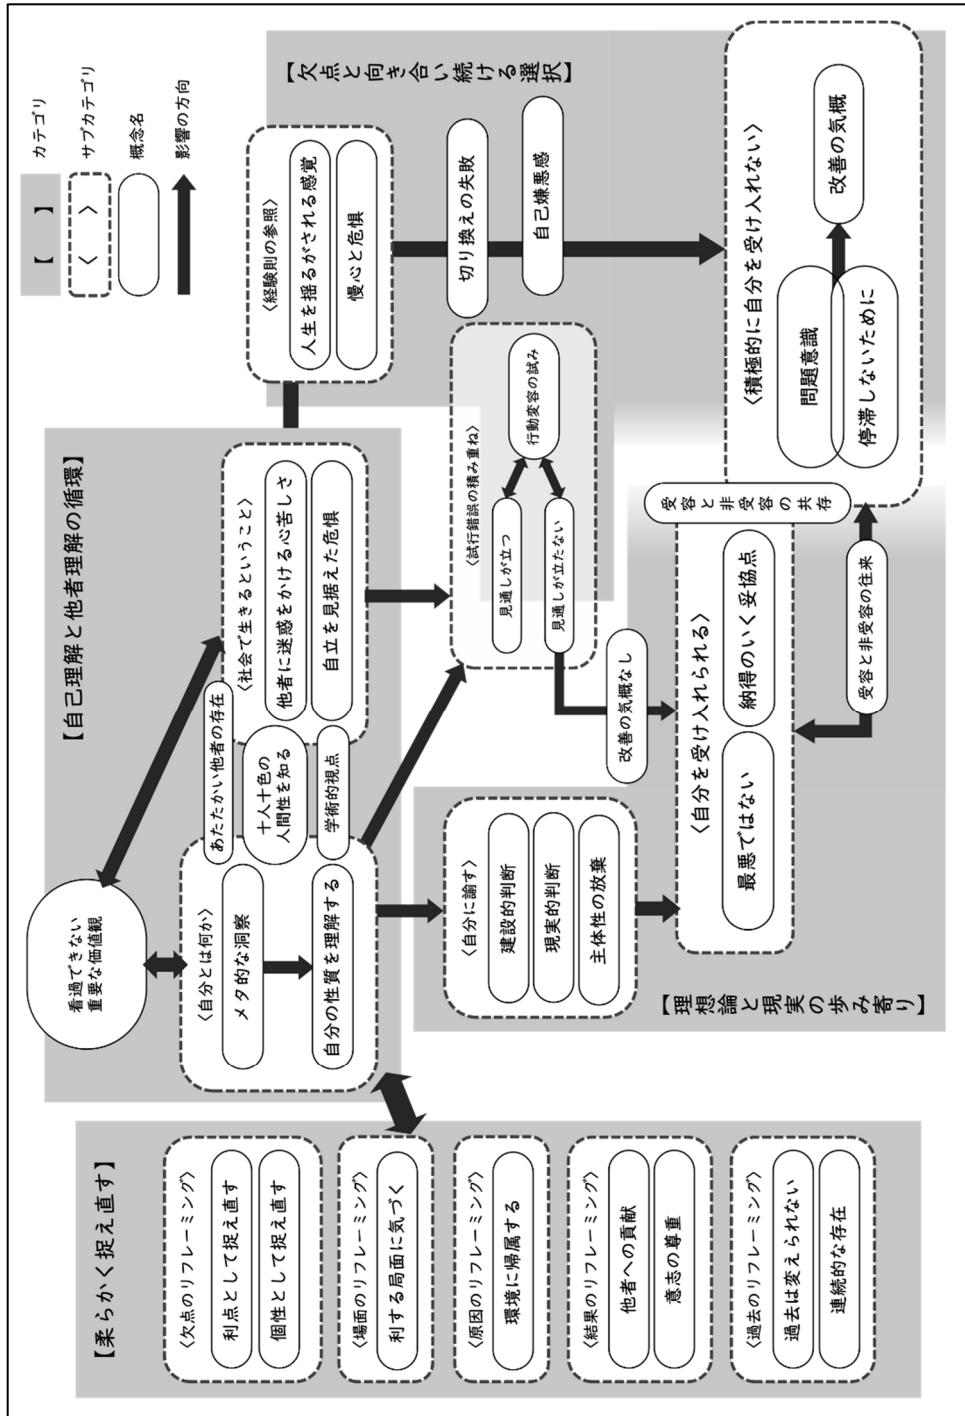 【　】
カテゴリ
〈　〉
サブカテゴリ
概念名
影響の方向
【柔らかく捉え直す】
〈欠点のリフレーミング〉
利点として捉え直す
個性として捉え直す
〈場面のリフレーミング〉
利する局面に気づく
〈原因のリフレーミング〉
環境に帰属する
〈結果のリフレーミング〉
他者への貢献
意志の尊重
〈過去のリフレーミング〉
過去は変えられない
連続的な存在
【自己理解と他者理解の循環】
看過できない
重要な価値観
〈自分とは何か〉
メタ的な洞察
自分の性質を理解する
あたたかい他者の存在
十人十色の
人間性を知る
学術的視点
〈社会で生きるということ〉
他者に迷惑をかける心苦しさ
自立を見据えた危惧
〈経験則の参照〉
人生を揺るがされる感覚
慢心と危惧
【欠点と向き合い続ける選択】
切り換えの失敗
自己嫌悪感
〈試行錯誤の積み重ね〉
見通しが立つ
見通しが立たない
行動変容の試み
改善の気概なし
〈自分に諭す〉
建設的判断
現実的判断
主体性の放棄
【理想論と現実の歩み寄り】
〈自分を受け入れられる〉
最悪ではない
納得のいく妥協点
受容と非受容の共存
受容と非受容の往来
〈積極的に自分を受け入れない〉
問題意識
停滞しないために
改善の気概